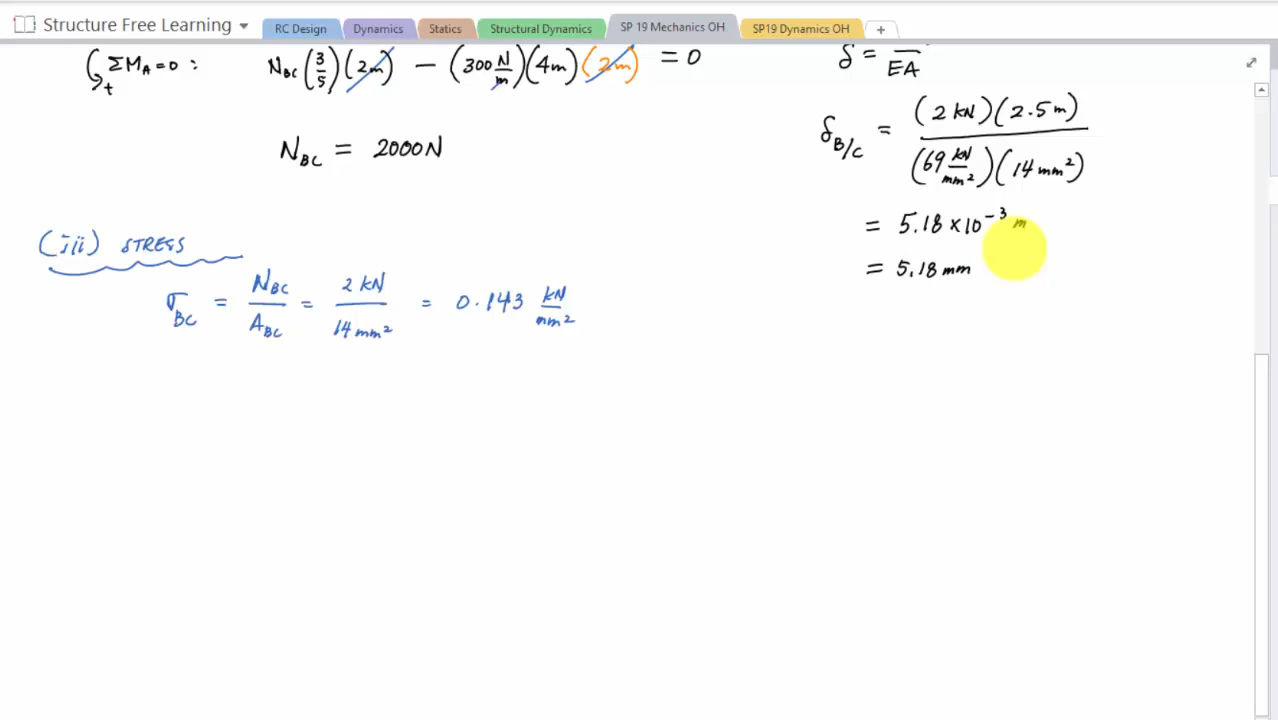 Structure Free Learning
RC Design Dynamics Statics Structural Dynamics SP 19 Mechanics OH SP19 Dynamics OH +
+ ΣM_A=0 : N_BC (3/5)(2m) − (300 N/m)(4m)(2m) = 0
N_BC = 2000N
(iii) STRESS
σ_BC = N_BC/A_BC = 2 kN/14 mm² = 0.143 kN/mm²
δ = /EA
δ_B/C = (2 kN)(2.5 m)/(69 kN/mm²)(14 mm²)
= 5.18 × 10⁻³ m
= 5.18 mm